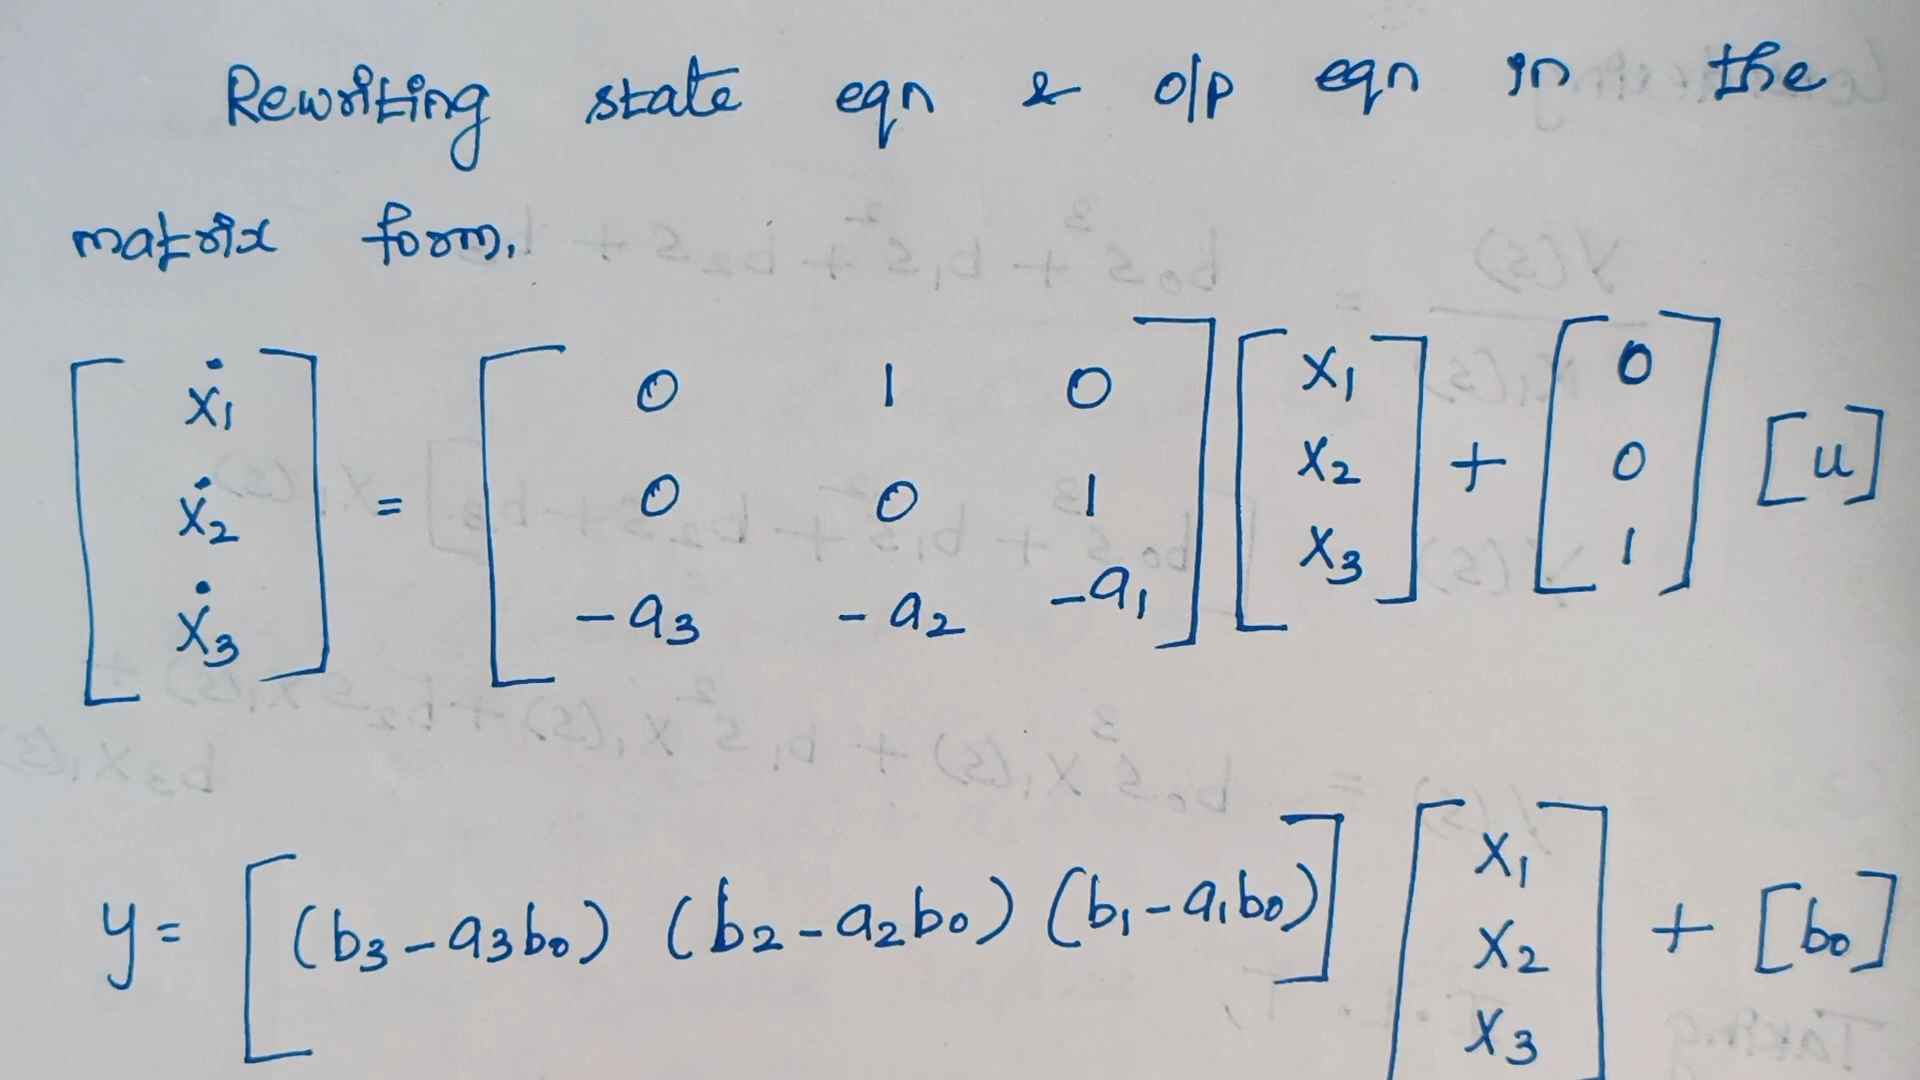 Rewriting state eqn & o/p eqn in the
matrix form,
[ẋ1 ẋ2 ẋ3] = [0 1 0 0 0 1 -a3 -a2 -a1] [x1 x2 x3] + [0 0 1] [u]
y = [(b3-a3b0) (b2-a2b0) (b1-a1b0)] [x1 x2 x3] + [b0]